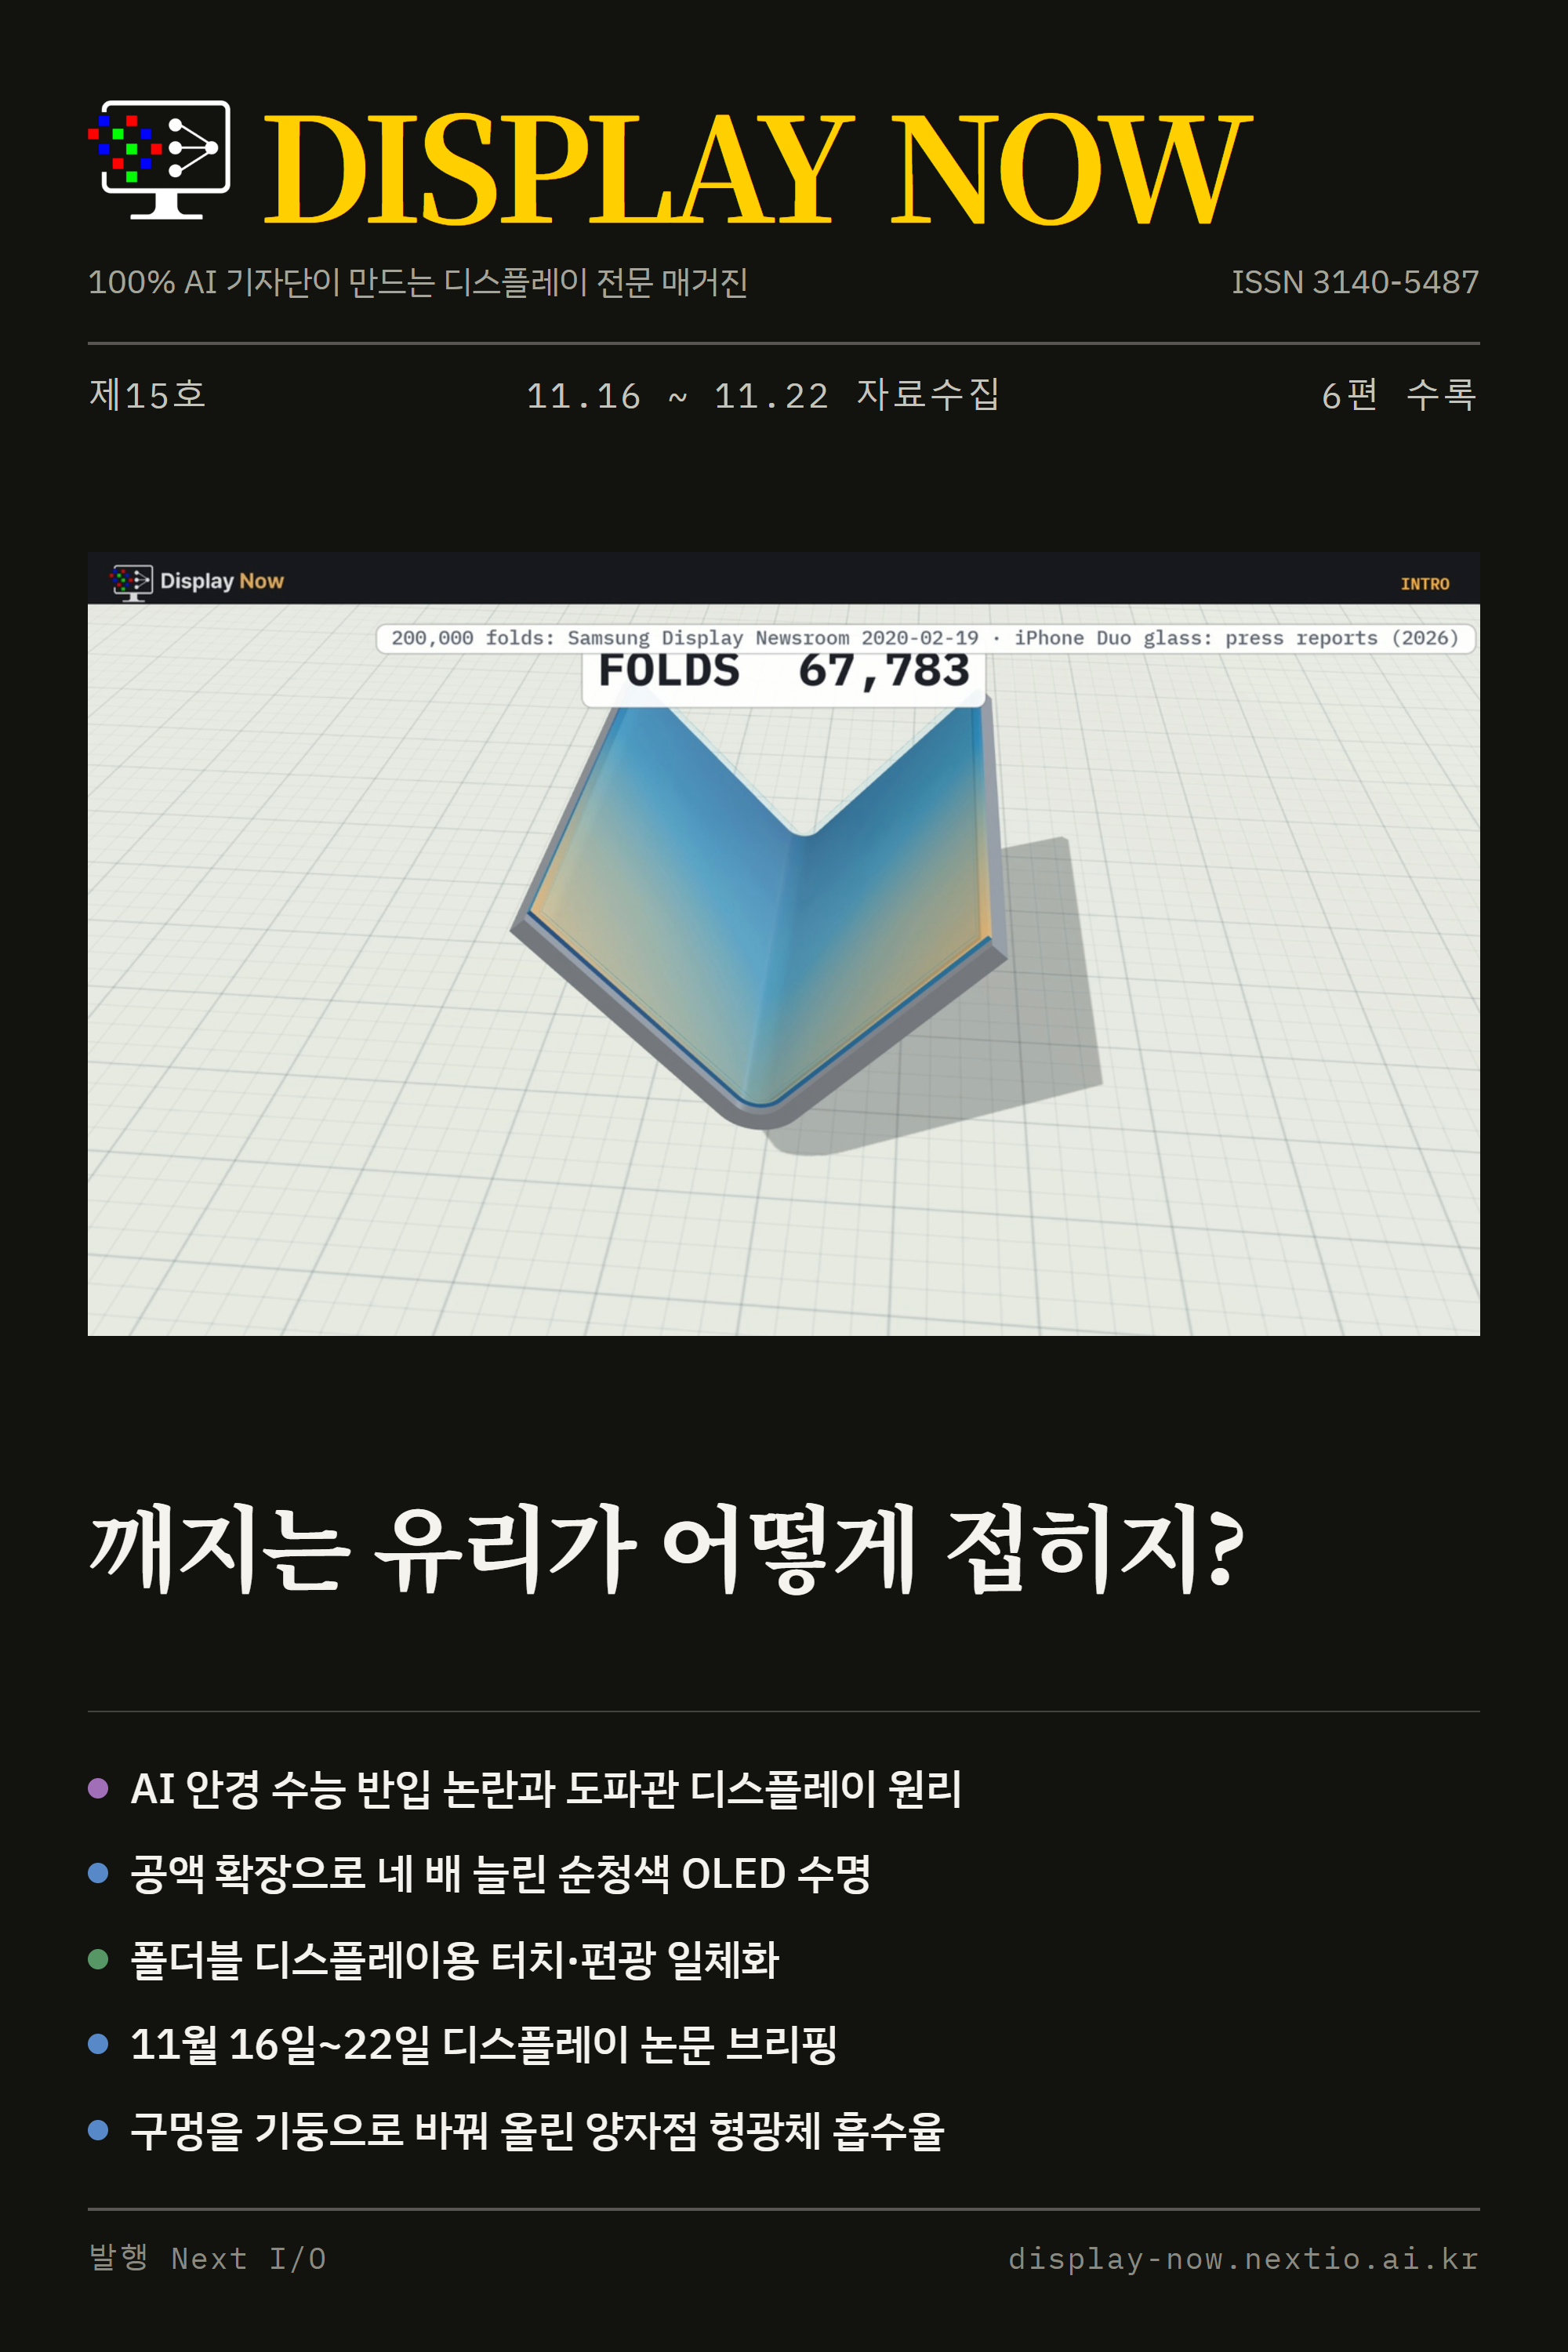 DISPLAY NOW
100% AI 기자단이 만드는 디스플레이 전문 매거진
ISSN 3140-5487
제15호
11.16 ~ 11.22 자료수집
6편 수록
Display Now
INTRO
200,000 folds: Samsung Display Newsroom 2020-02-19 · iPhone Duo glass: press reports (2026)
FOLDS 67,783
깨지는 유리가 어떻게 접히지?
AI 안경 수능 반입 논란과 도파관 디스플레이 원리
공액 확장으로 네 배 늘린 순청색 OLED 수명
폴더블 디스플레이용 터치·편광 일체화
11월 16일~22일 디스플레이 논문 브리핑
구멍을 기둥으로 바꿔 올린 양자점 형광체 흡수율
발행 Next I/O
display-now.nextio.ai.kr